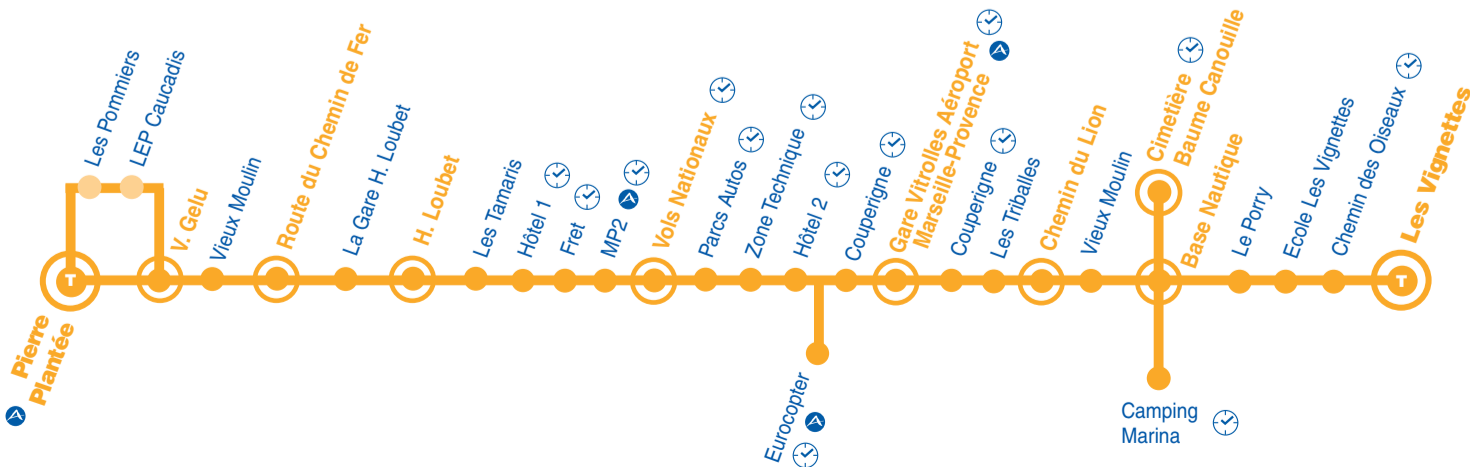 Les Pommiers
LEP Caucadis
V. Gelu
Vieux Moulin
Route du Chemin de Fer
La Gare H. Loubet
H. Loubet
Les Tamaris
Hôtel 1
Fret
MP2
Vols Nationaux
Parcs Autos
Zone Technique
Hôtel 2
Couperigne
Gare Vitrolles Aéroport
Marseille-Provence
Couperigne
Les Triballes
Chemin du Lion
Vieux Moulin
Cimetière
Baume Canouille
Base Nautique
Le Porry
Ecole Les Vignettes
Chemin des Oiseaux
Les Vignettes
T
T
Pierre
Plantée
Eurocopter
Camping
Marina